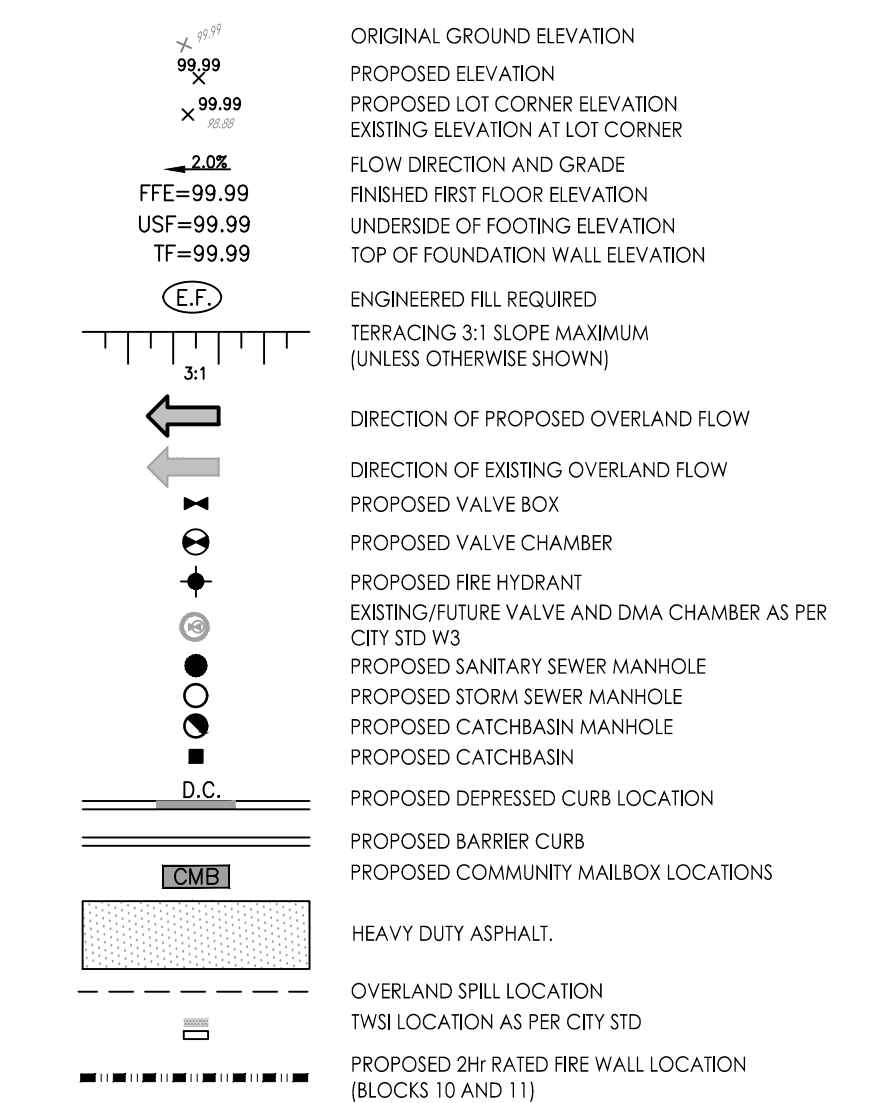 99.99 ORIGINAL GROUND ELEVATION
99.99 PROPOSED ELEVATION
99.99 PROPOSED LOT CORNER ELEVATION
98.88 EXISTING ELEVATION AT LOT CORNER
2.0% FLOW DIRECTION AND GRADE
FFE=99.99 FINISHED FIRST FLOOR ELEVATION
USF=99.99 UNDERSIDE OF FOOTING ELEVATION
TF=99.99 TOP OF FOUNDATION WALL ELEVATION
E.F. ENGINEERED FILL REQUIRED
TERRACING 3:1 SLOPE MAXIMUM
(UNLESS OTHERWISE SHOWN)
3:1
DIRECTION OF PROPOSED OVERLAND FLOW
DIRECTION OF EXISTING OVERLAND FLOW
PROPOSED VALVE BOX
PROPOSED VALVE CHAMBER
PROPOSED FIRE HYDRANT
EXISTING/FUTURE VALVE AND DMA CHAMBER AS PER
CITY STD W3
PROPOSED SANITARY SEWER MANHOLE
PROPOSED STORM SEWER MANHOLE
PROPOSED CATCHBASIN MANHOLE
PROPOSED CATCHBASIN
D.C. PROPOSED DEPRESSED CURB LOCATION
PROPOSED BARRIER CURB
CMB PROPOSED COMMUNITY MAILBOX LOCATIONS
HEAVY DUTY ASPHALT.
OVERLAND SPILL LOCATION
TWSI LOCATION AS PER CITY STD
PROPOSED 2Hr RATED FIRE WALL LOCATION
(BLOCKS 10 AND 11)